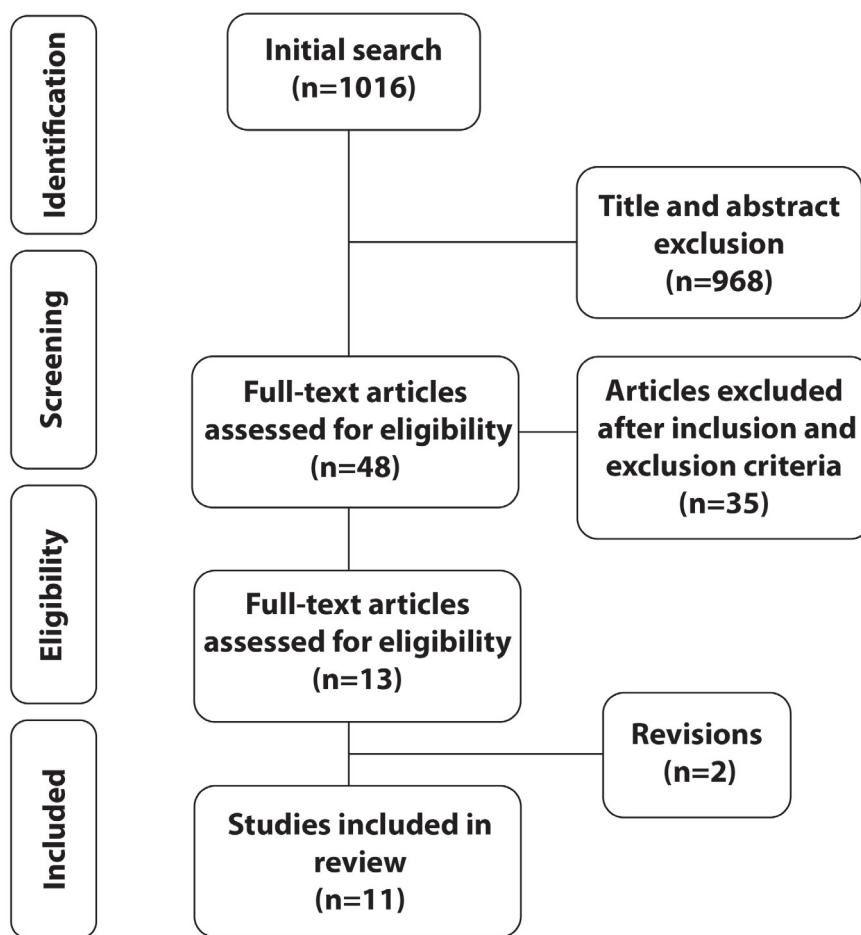 Identification
Initial search
(n=1016)
Title and abstract
exclusion
(n=968)
Screening
Full-text articles
assessed for eligibility
(n=48)
Articles excluded
after inclusion and
exclusion criteria
(n=35)
Eligibility
Full-text articles
assessed for eligibility
(n=13)
Revisions
(n=2)
Included
Studies included in
review
(n=11)